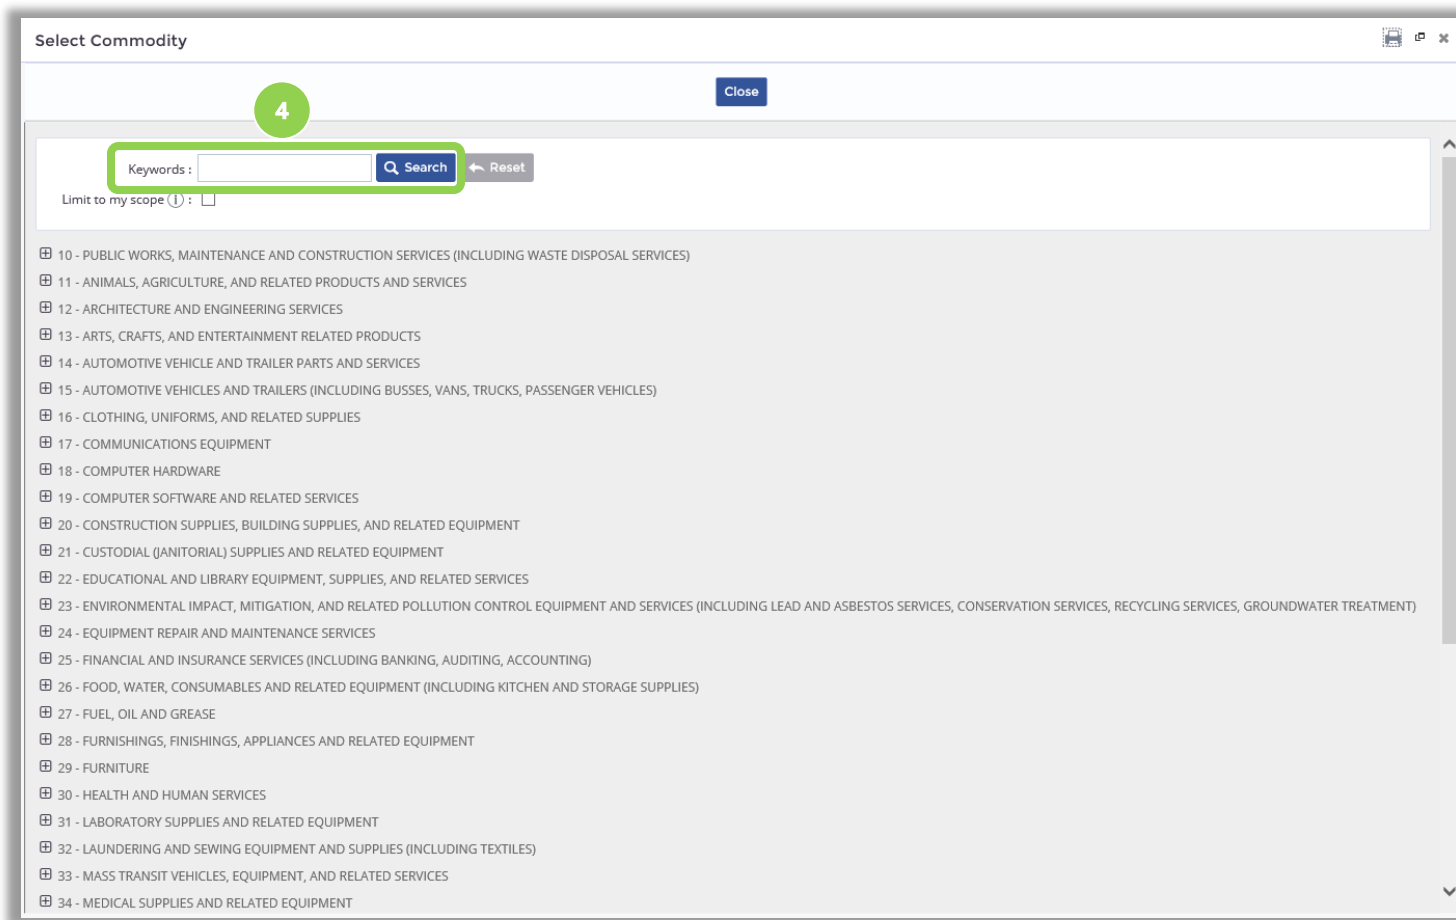 Select Commodity
Close
4
Keywords : Search Reset
Limit to my scope i :
10 - PUBLIC WORKS, MAINTENANCE AND CONSTRUCTION SERVICES (INCLUDING WASTE DISPOSAL SERVICES)
11 - ANIMALS, AGRICULTURE, AND RELATED PRODUCTS AND SERVICES
12 - ARCHITECTURE AND ENGINEERING SERVICES
13 - ARTS, CRAFTS, AND ENTERTAINMENT RELATED PRODUCTS
14 - AUTOMOTIVE VEHICLE AND TRAILER PARTS AND SERVICES
15 - AUTOMOTIVE VEHICLES AND TRAILERS (INCLUDING BUSSES, VANS, TRUCKS, PASSENGER VEHICLES)
16 - CLOTHING, UNIFORMS, AND RELATED SUPPLIES
17 - COMMUNICATIONS EQUIPMENT
18 - COMPUTER HARDWARE
19 - COMPUTER SOFTWARE AND RELATED SERVICES
20 - CONSTRUCTION SUPPLIES, BUILDING SUPPLIES, AND RELATED EQUIPMENT
21 - CUSTODIAL (JANITORIAL) SUPPLIES AND RELATED EQUIPMENT
22 - EDUCATIONAL AND LIBRARY EQUIPMENT, SUPPLIES, AND RELATED SERVICES
23 - ENVIRONMENTAL IMPACT, MITIGATION, AND RELATED POLLUTION CONTROL EQUIPMENT AND SERVICES (INCLUDING LEAD AND ASBESTOS SERVICES, CONSERVATION SERVICES, RECYCLING SERVICES, GROUNDWATER TREATMENT)
24 - EQUIPMENT REPAIR AND MAINTENANCE SERVICES
25 - FINANCIAL AND INSURANCE SERVICES (INCLUDING BANKING, AUDITING, ACCOUNTING)
26 - FOOD, WATER, CONSUMABLES AND RELATED EQUIPMENT (INCLUDING KITCHEN AND STORAGE SUPPLIES)
27 - FUEL, OIL AND GREASE
28 - FURNISHINGS, FINISHINGS, APPLIANCES AND RELATED EQUIPMENT
29 - FURNITURE
30 - HEALTH AND HUMAN SERVICES
31 - LABORATORY SUPPLIES AND RELATED EQUIPMENT
32 - LAUNDERING AND SEWING EQUIPMENT AND SUPPLIES (INCLUDING TEXTILES)
33 - MASS TRANSIT VEHICLES, EQUIPMENT, AND RELATED SERVICES
34 - MEDICAL SUPPLIES AND RELATED EQUIPMENT